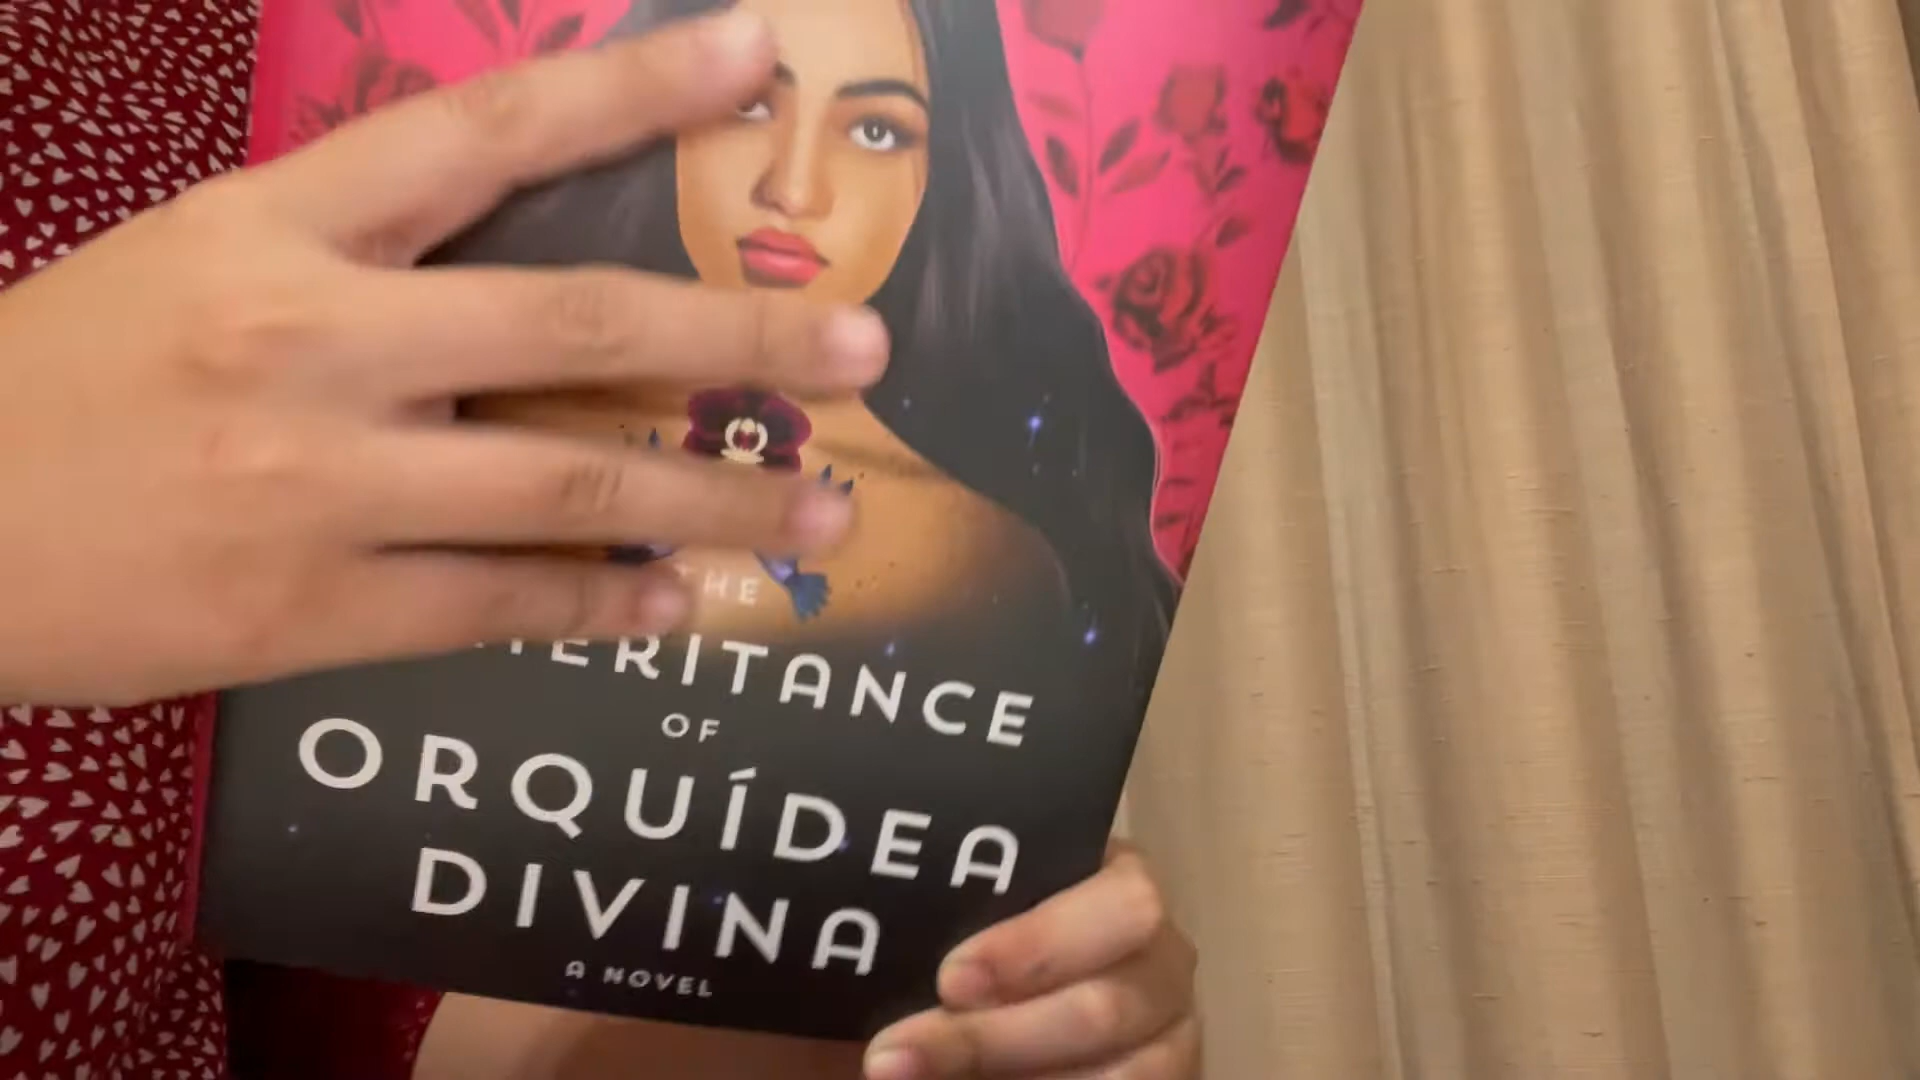 THE
INHERITANCE
OF
ORQUÍDEA
DIVINA
A NOVEL